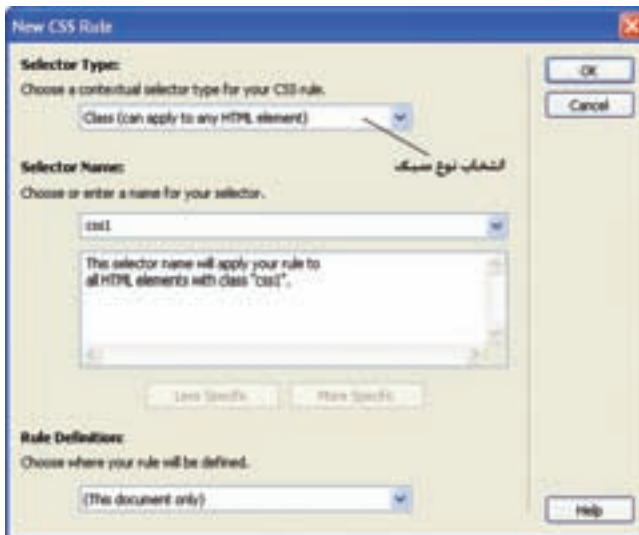 New CSS Rule
Selector Type:
Choose a contextual selector type for your CSS rule.
Class (can apply to any HTML element)
انتخاب نوع سبک
OK
Cancel
Selector Name:
Choose or enter a name for your selector.
css1
This selector name will apply your rule to
all HTML elements with class "css1".
Less Specific
More Specific
Rule Definition:
Choose where your rule will be defined.
(This document only)
Help